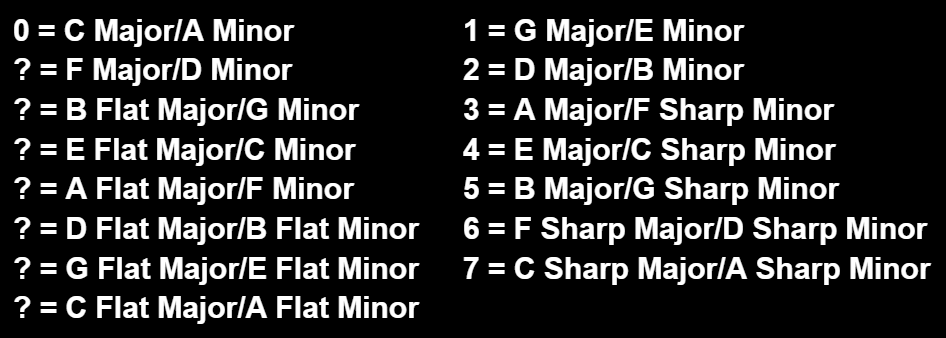 0 = C Major/A Minor
? = F Major/D Minor
? = B Flat Major/G Minor
? = E Flat Major/C Minor
? = A Flat Major/F Minor
? = D Flat Major/B Flat Minor
? = G Flat Major/E Flat Minor
? = C Flat Major/A Flat Minor
1 = G Major/E Minor
2 = D Major/B Minor
3 = A Major/F Sharp Minor
4 = E Major/C Sharp Minor
5 = B Major/G Sharp Minor
6 = F Sharp Major/D Sharp Minor
7 = C Sharp Major/A Sharp Minor